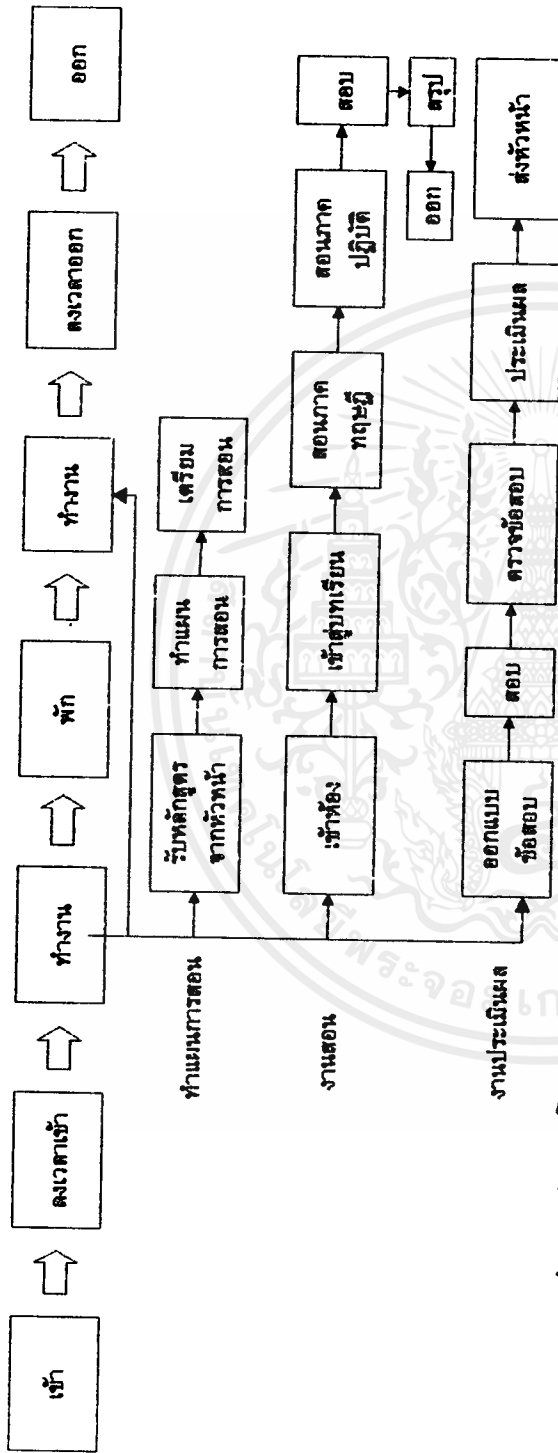 เข้า
ลงเวลาเข้า
ทำงาน
พัก
ทำงาน
ลงเวลาออก
ออก
ทำแผนการสอน
รับหลักสูตร
จากหัวหน้า
ทำแผน
การสอน
เตรียม
การสอน
งานสอน
เข้าห้อง
เข้าสู่บทเรียน
สอนภาค
ทฤษฎี
สอนภาค
ปฏิบัติ
สอบ
สรุป
ออก
งานประเมินผล
ออกแบบ
ข้อสอบ
สอบ
ตรวจข้อสอบ
ประเมินผล
ส่งหัวหน้า